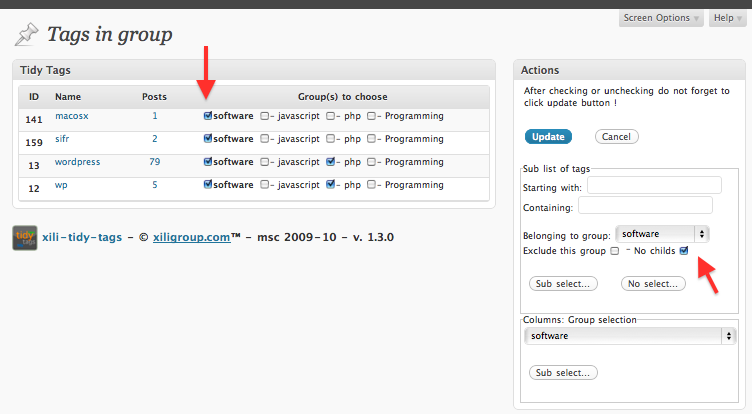 Screen Options Help
Tags in group
Tidy Tags
ID Name Posts Group(s) to choose
141 macosx 1 software - javascript - php - Programming
159 sifr 2 software - javascript - php - Programming
13 wordpress 79 software - javascript - php - Programming
12 wp 5 software - javascript - php - Programming
tidy tags xili-tidy-tags - © xiligroup.com™ - msc 2009-10 - v. 1.3.0
Actions
After checking or unchecking do not forget to
click update button !
Update Cancel
Sub list of tags
Starting with:
Containing:
Belonging to group: software
Exclude this group - No childs
Sub select... No select...
Columns: Group selection
software
Sub select...